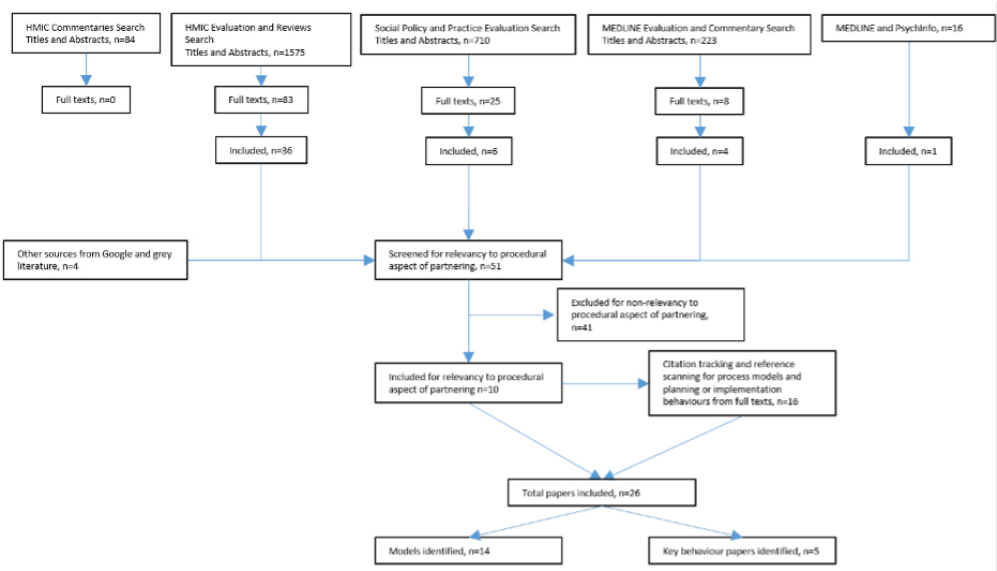 HMIC Commentaries Search
Titles and Abstracts, n=84
HMIC Evaluation and Reviews
Search
Titles and Abstracts, n=1575
Social Policy and Practice Evaluation Search
Titles and Abstracts, n=710
MEDLINE Evaluation and Commentary Search
Titles and Abstracts, n=223
MEDLINE and PsychInfo, n=16
Full texts, n=0
Full texts, n=83
Full texts, n=25
Full texts, n=8
Included, n=36
Included, n=6
Included, n=4
Included, n=1
Other sources from Google and grey
literature, n=4
Screened for relevancy to procedural
aspect of partnering, n=51
Excluded for non-relevancy to
procedural aspect of partnering,
n=41
Included for relevancy to procedural
aspect of partnering n=10
Citation tracking and reference
scanning for process models and
planning or implementation
behaviours from full texts, n=16
Total papers included, n=26
Models identified, n=14
Key behaviour papers identified, n=5